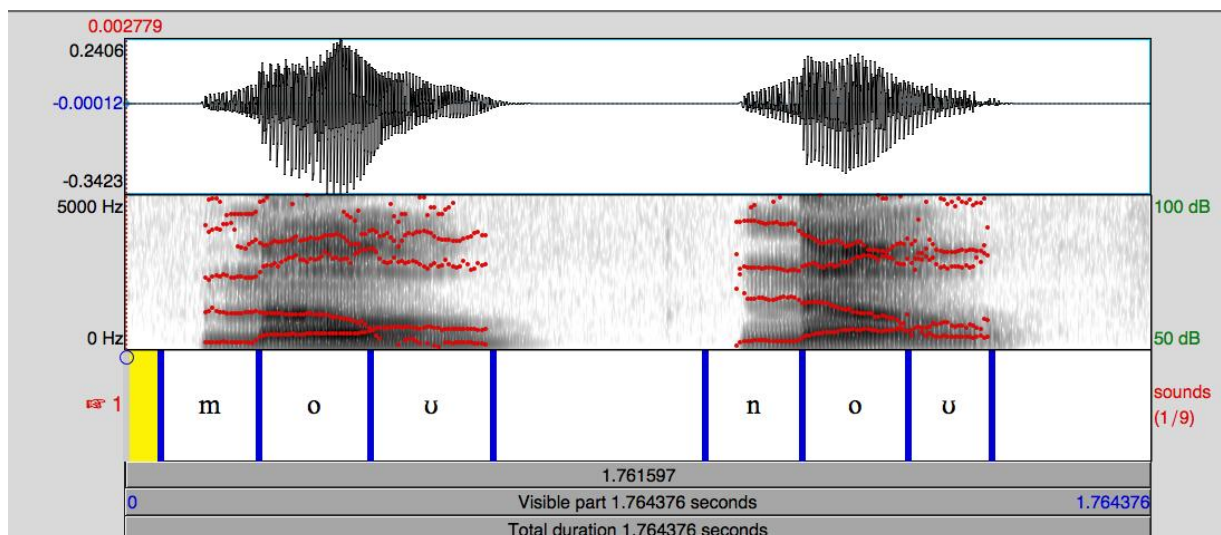 0.002779
0.2406
-0.00012
-0.3423
5000 Hz 100 dB
0 Hz 50 dB
☞ 1 m o ʊ n o ʊ sounds
(1/9)
1.761597
0 Visible part 1.764376 seconds 1.764376
Total duration 1.764376 seconds